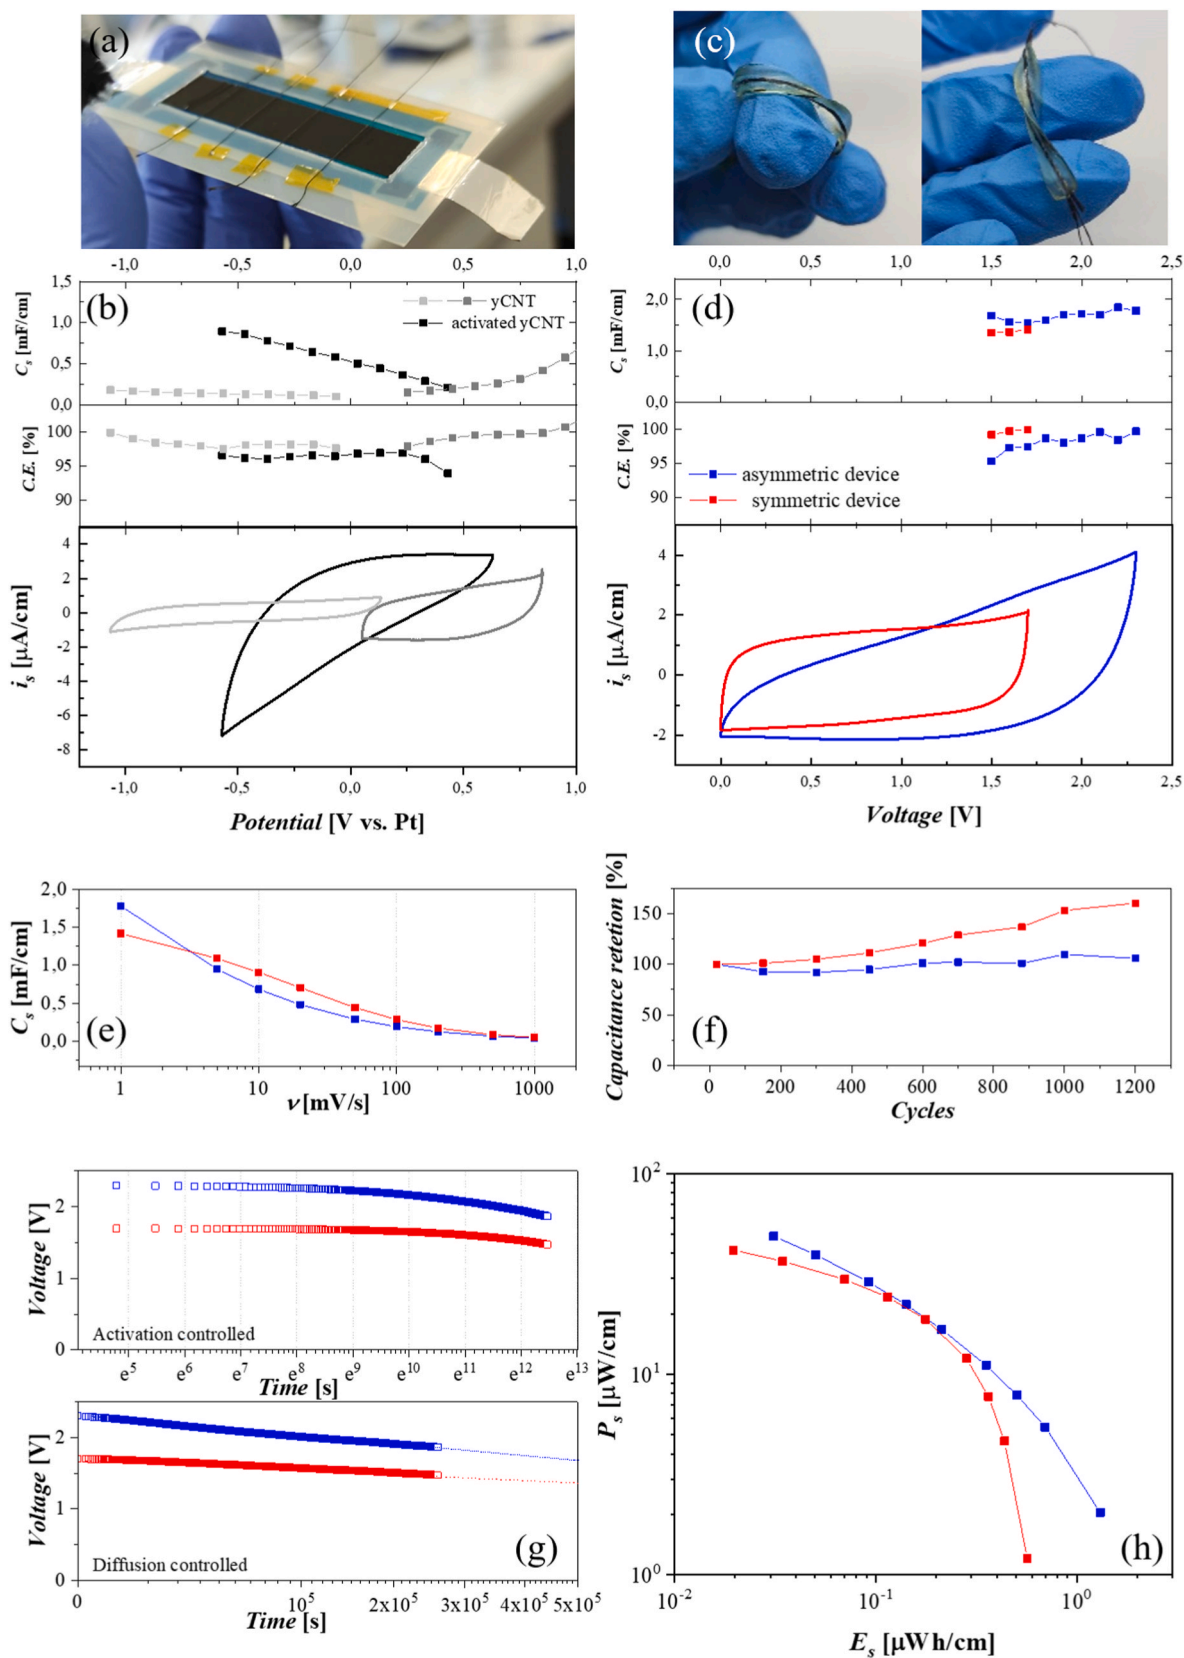 (a)
(c)
-1,0 -0,5 0,0 0,5 1,0
0,0 0,5 1,0 1,5 2,0 2,5
(b)
yCNT
activated yCNT
1,5
1,0
0,5
0,0
C_s [mF/cm]
100
95
90
C.E. [%]
4
2
0
-2
-4
-6
-8
i_s [µA/cm]
-1,0 -0,5 0,0 0,5 1,0
Potential [V vs. Pt]
(d)
2,0
1,0
2,0
C_s [mF/cm]
100
95
90
C.E. [%]
asymmetric device
symmetric device
4
2
0
-2
i_s [µA/cm]
0,0 0,5 1,0 1,5 2,0 2,5
Voltage [V]
2,0
1,5
1,0
0,5
0,0
C_s [mF/cm]
(e)
1 10 100 1000
ν [mV/s]
150
100
50
0
Capacitance retetion [%]
(f)
0 200 400 600 800 1000 1200
Cycles
2
1
0
Voltage [V]
Activation controlled
e^5 e^6 e^7 e^8 e^9 e^10 e^11 e^12 e^13
Time [s]
2
1
0
Voltage [V]
Diffusion controlled
(g)
0 10^5 2x10^5 3x10^5 4x10^5 5x10^5
Time [s]
10^2
10^1
10^0
P_s [µW/cm]
(h)
10^-2 10^-1 10^0
E_s [µWh/cm]